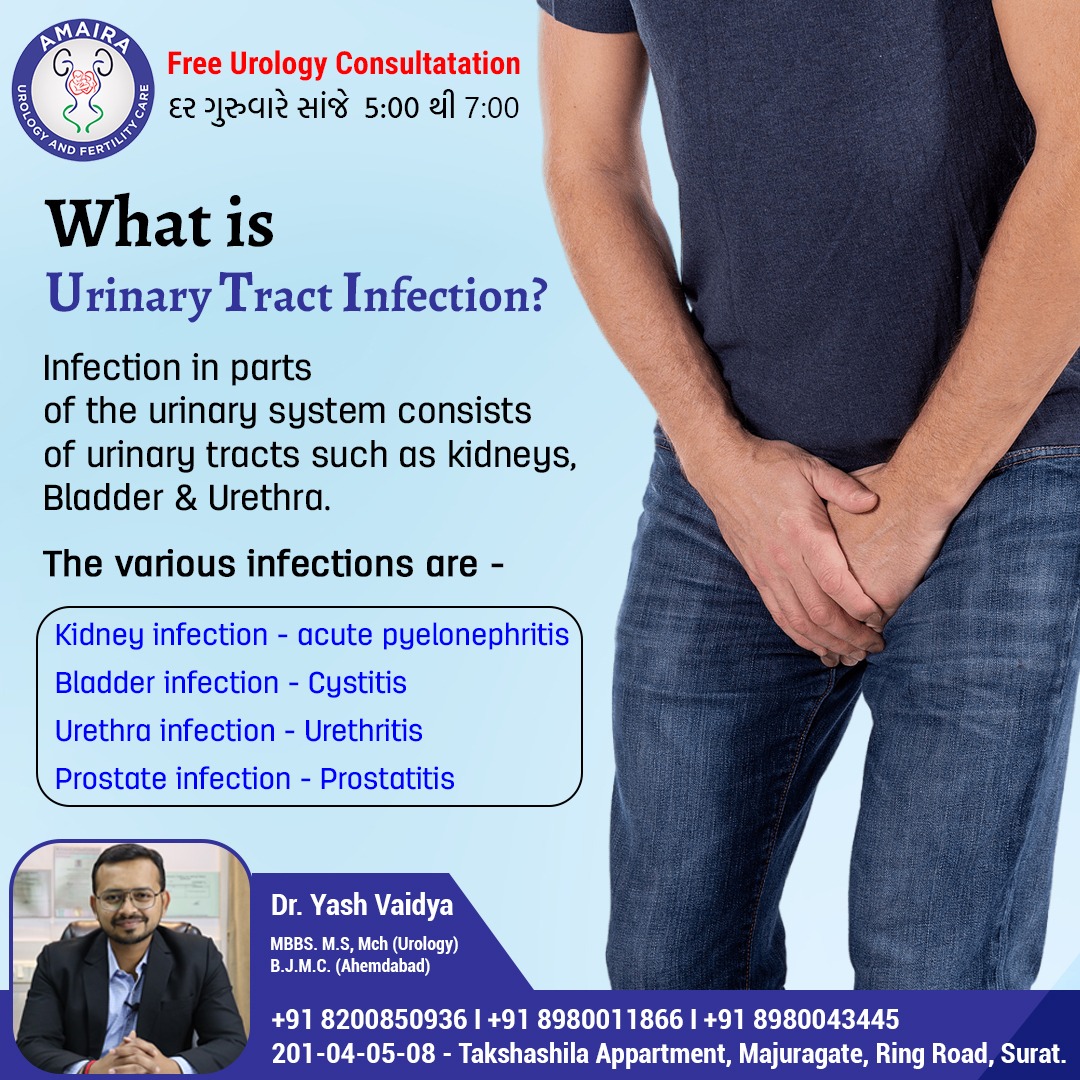 AMAIRA
UROLOGY AND FERTILITY CARE
Free Urology Consultatation
દર ગુરુવારે સાંજે 5:00 થી 7:00
What is
Urinary Tract Infection?
Infection in parts
of the urinary system consists
of urinary tracts such as kidneys,
Bladder & Urethra.
The various infections are -
Kidney infection - acute pyelonephritis
Bladder infection - Cystitis
Urethra infection - Urethritis
Prostate infection - Prostatitis
Dr. Yash Vaidya
MBBS. M.S, Mch (Urology)
B.J.M.C. (Ahemdabad)
+91 8200850936 I +91 8980011866 I +91 8980043445
201-04-05-08 - Takshashila Appartment, Majuragate, Ring Road, Surat.